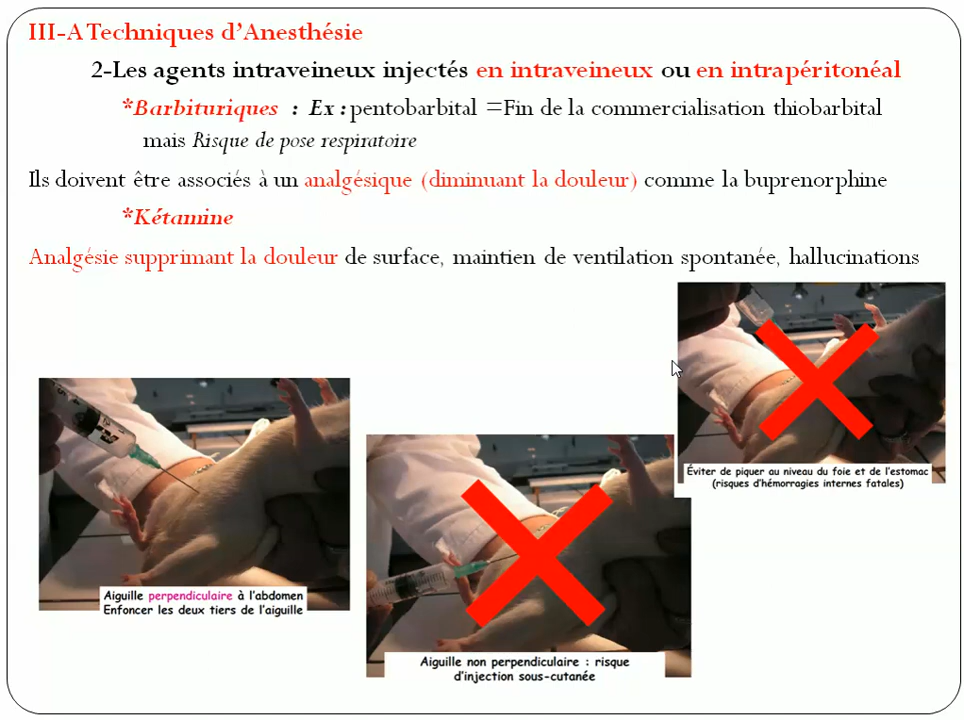 III-A Techniques d’Anesthésie
2-Les agents intraveineux injectés en intraveineux ou en intrapéritonéal
*Barbituriques : Ex : pentobarbital =Fin de la commercialisation thiobarbital
mais Risque de pose respiratoire
Ils doivent être associés à un analgésique (diminuant la douleur) comme la buprenorphine
*Kétamine
Analgésie supprimant la douleur de surface, maintien de ventilation spontanée, hallucinations
Éviter de piquer au niveau du foie et de l’estomac
(risques d’hémorragies internes fatales)
Aiguille perpendiculaire à l’abdomen
Enfoncer les deux tiers de l’aiguille
Aiguille non perpendiculaire : risque
d’injection sous-cutanée